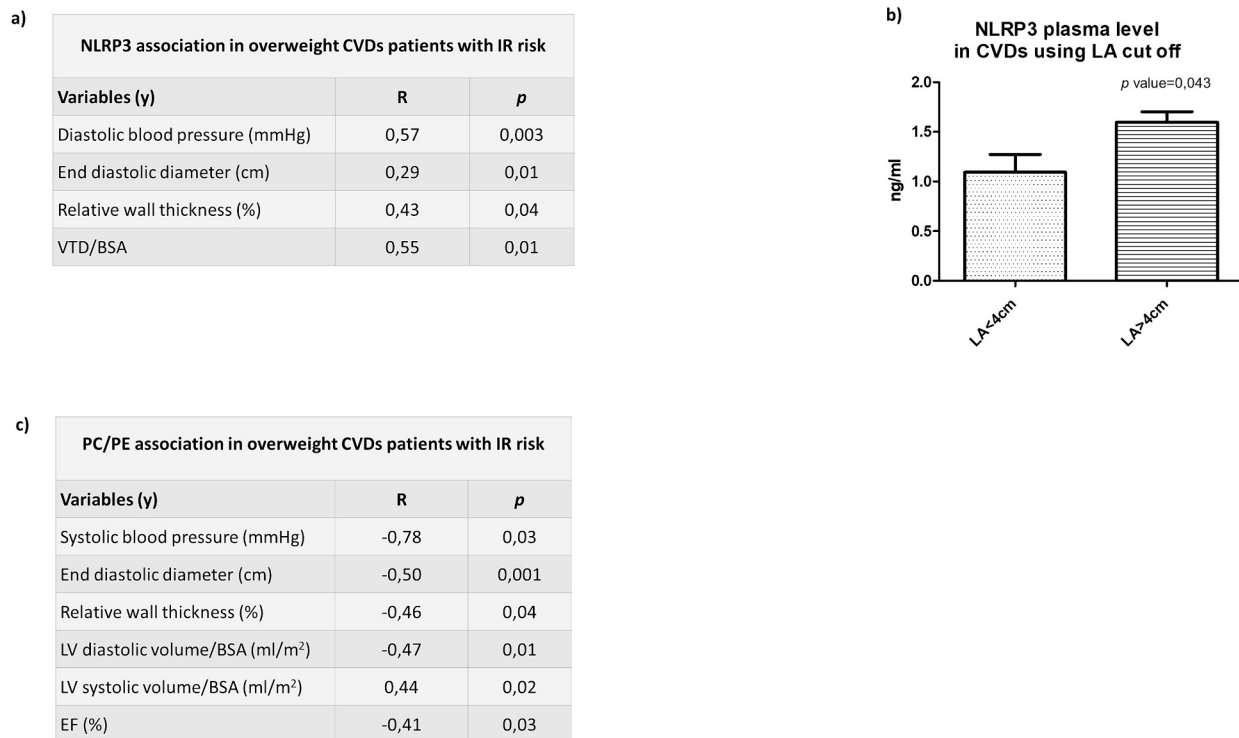 a)
NLRP3 association in overweight CVDs patients with IR risk
Variables (y) R p
Diastolic blood pressure (mmHg) 0,57 0,003
End diastolic diameter (cm) 0,29 0,01
Relative wall thickness (%) 0,43 0,04
VTD/BSA 0,55 0,01
b)
NLRP3 plasma level
in CVDs using LA cut off
p value=0,043
2.0
1.5
1.0
0.5
0.0
ng/ml
LA<4cm
LA>4cm
c)
PC/PE association in overweight CVDs patients with IR risk
Variables (y) R p
Systolic blood pressure (mmHg) -0,78 0,03
End diastolic diameter (cm) -0,50 0,001
Relative wall thickness (%) -0,46 0,04
LV diastolic volume/BSA (ml/m²) -0,47 0,01
LV systolic volume/BSA (ml/m²) 0,44 0,02
EF (%) -0,41 0,03